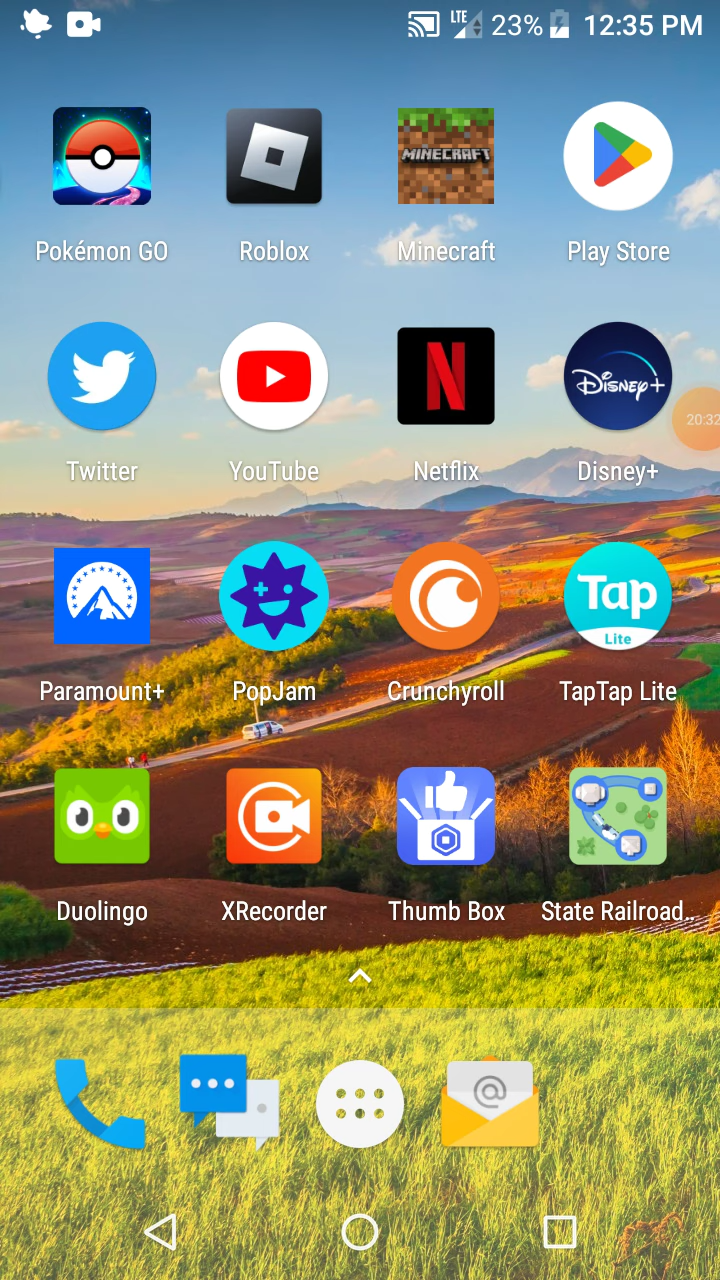 LTE 23% 12:35 PM
MINECRAFT
Pokémon GO Roblox Minecraft Play Store
Disney+
20:32
Twitter YouTube Netflix Disney+
Tap
Lite
Paramount+ PopJam Crunchyroll TapTap Lite
Duolingo XRecorder Thumb Box State Railroad..
@